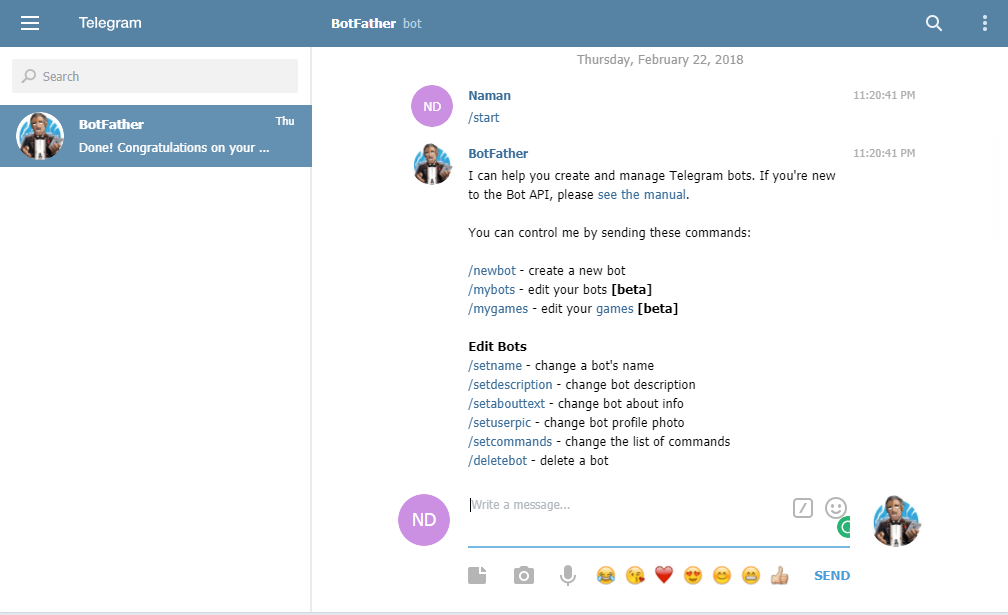 Telegram
BotFather bot
Search
BotFather
Thu
Done! Congratulations on your ...
Thursday, February 22, 2018
ND
Naman
11:20:41 PM
/start
BotFather
11:20:41 PM
I can help you create and manage Telegram bots. If you're new
to the Bot API, please see the manual.
You can control me by sending these commands:
/newbot - create a new bot
/mybots - edit your bots [beta]
/mygames - edit your games [beta]
Edit Bots
/setname - change a bot's name
/setdescription - change bot description
/setabouttext - change bot about info
/setuserpic - change bot profile photo
/setcommands - change the list of commands
/deletebot - delete a bot
ND
Write a message...
SEND